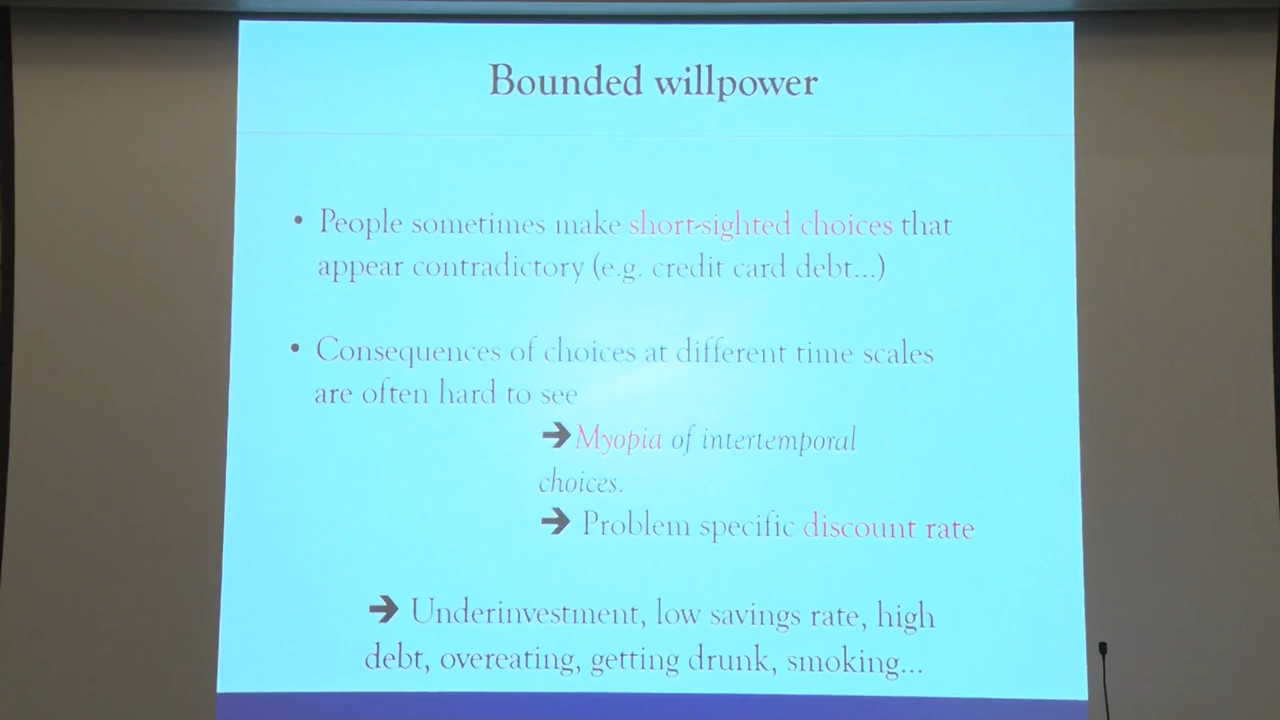 Bounded willpower
• People sometimes make short-sighted choices that
appear contradictory (e.g. credit card debt...)
• Consequences of choices at different time scales
are often hard to see
➔ Myopia of intertemporal
choices.
➔ Problem specific discount rate
➔ Underinvestment, low savings rate, high
debt, overeating, getting drunk, smoking...